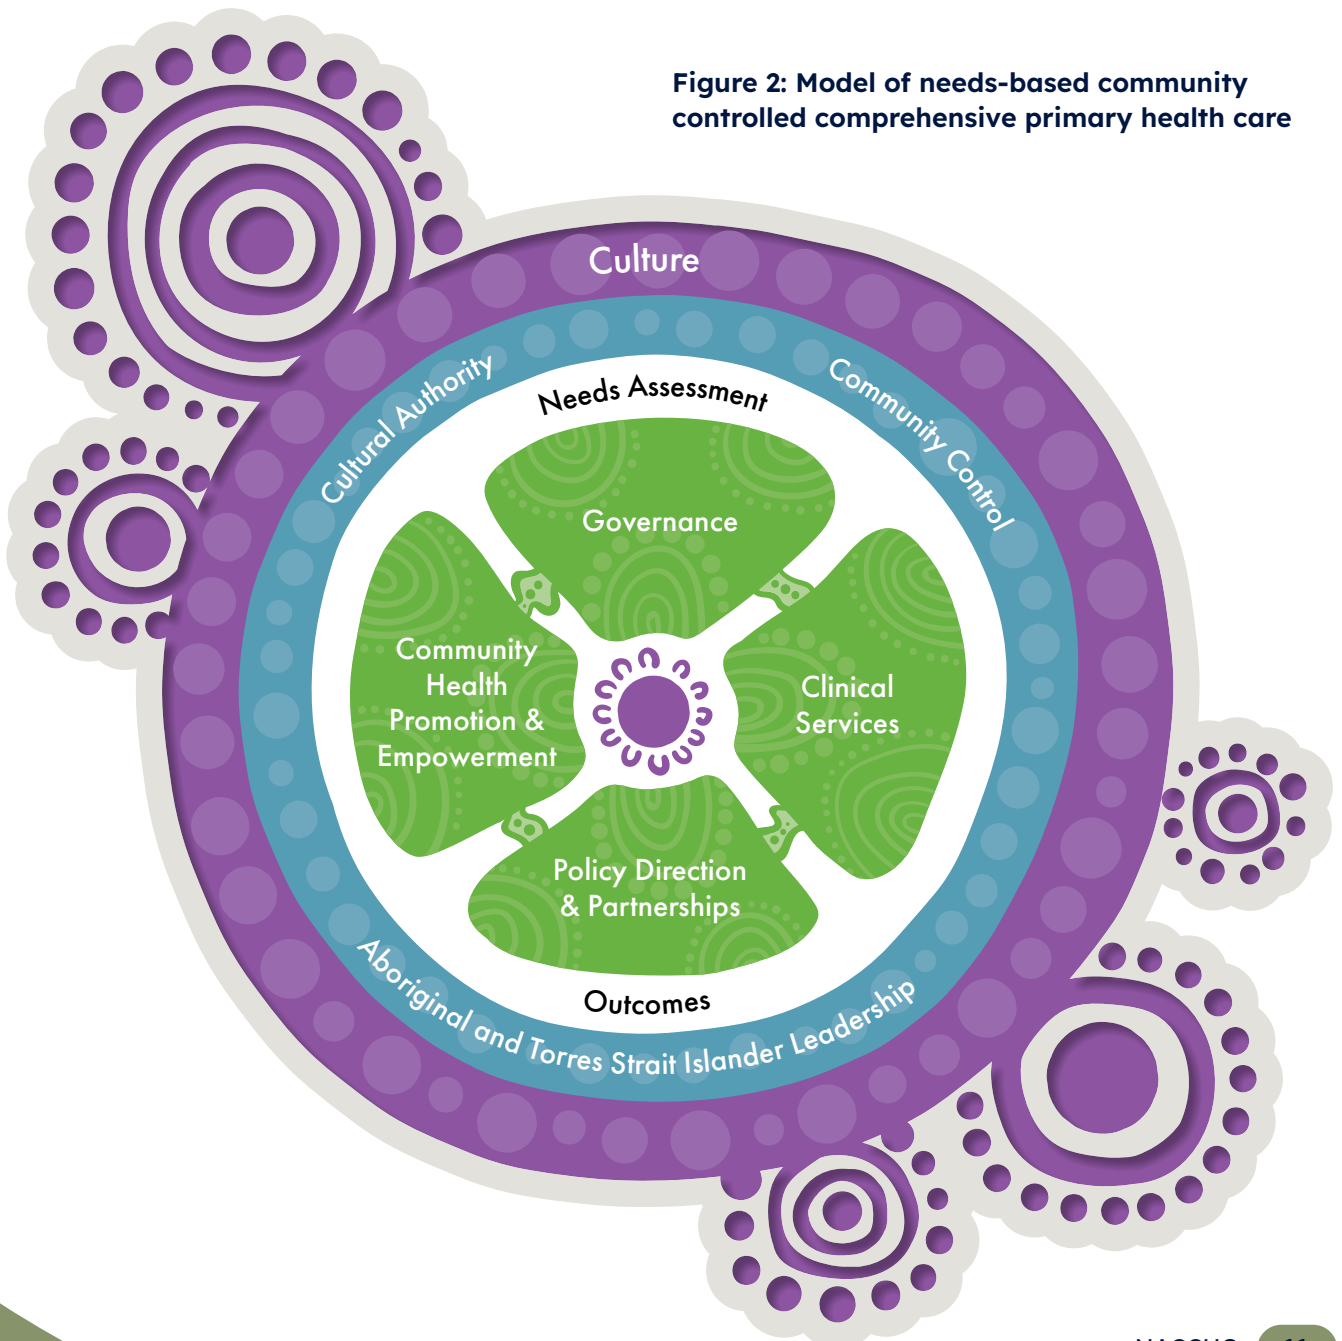 Figure 2: Model of needs-based community
controlled comprehensive primary health care
Culture
Cultural Authority
Community Control
Needs Assessment
Governance
Community
Health
Promotion &
Empowerment
Clinical
Services
Policy Direction
& Partnerships
Outcomes
Aboriginal and Torres Strait Islander Leadership